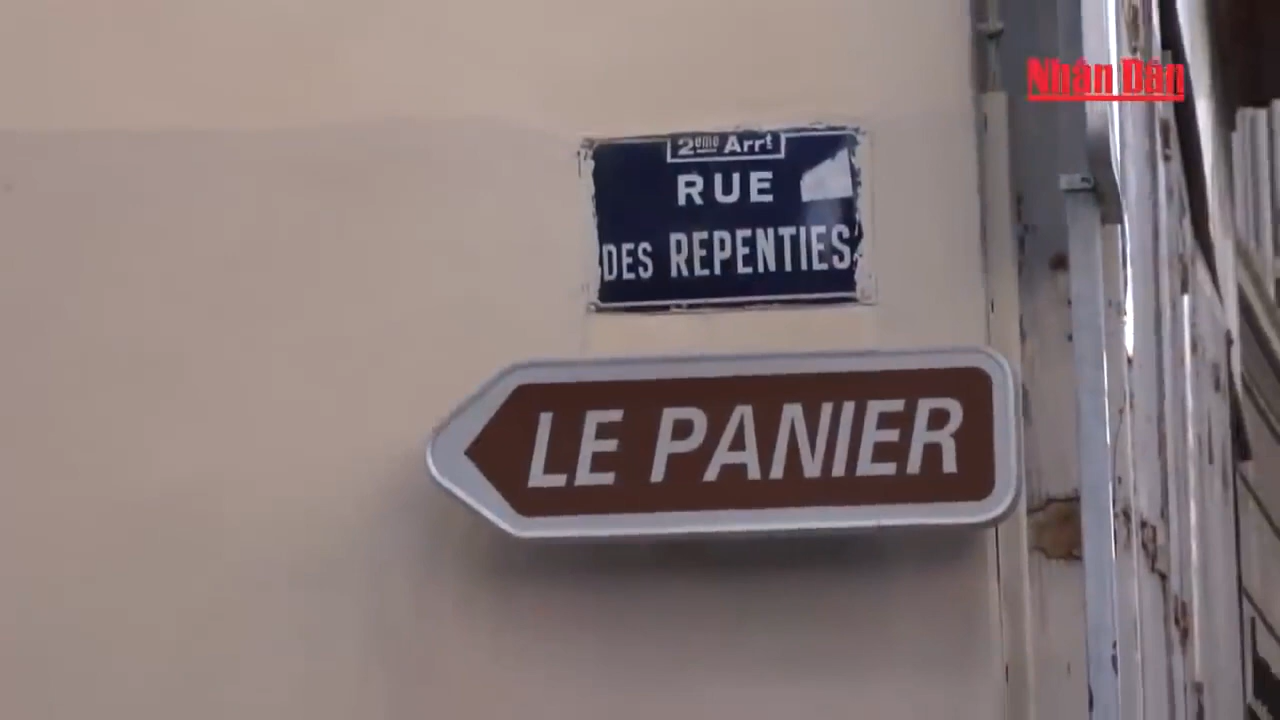 Nhân Dân
2ème Arrt
RUE
DES REPENTIES
LE PANIER